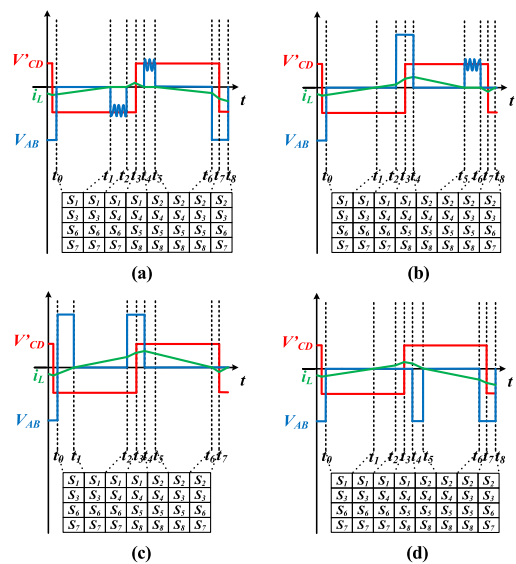 V'CD
iL
VAB
t
t0 t1 t2 t3 t4 t5 t6 t7 t8
S1 S1 S1 S1 S2 S2 S2 S2
S3 S3 S4 S4 S4 S3 S3 S3
S6 S6 S6 S6 S5 S5 S5 S6
S7 S7 S7 S8 S8 S8 S8 S7
(a)
V'CD
iL
VAB
t
t0 t1 t2 t3 t4 t5 t6 t7 t8
S1 S1 S1 S1 S2 S2 S2 S2
S3 S3 S4 S4 S4 S3 S3 S3
S6 S6 S6 S5 S5 S5 S5 S6
S7 S7 S7 S8 S8 S8 S8 S7
(b)
V'CD
iL
VAB
t
t0 t1 t2 t3 t4 t5 t6 t7
S1 S1 S1 S1 S2 S2 S2
S3 S3 S4 S4 S4 S3 S3
S6 S6 S6 S5 S5 S5 S6
S7 S7 S7 S8 S8 S8 S7
(c)
V'CD
iL
VAB
t
t0 t1 t2 t3 t4 t5 t6 t7 t8
S1 S1 S1 S1 S2 S2 S2 S2
S3 S3 S4 S4 S4 S3 S3 S3
S6 S6 S6 S5 S5 S5 S5 S6
S7 S7 S7 S8 S8 S8 S8 S7
(d)